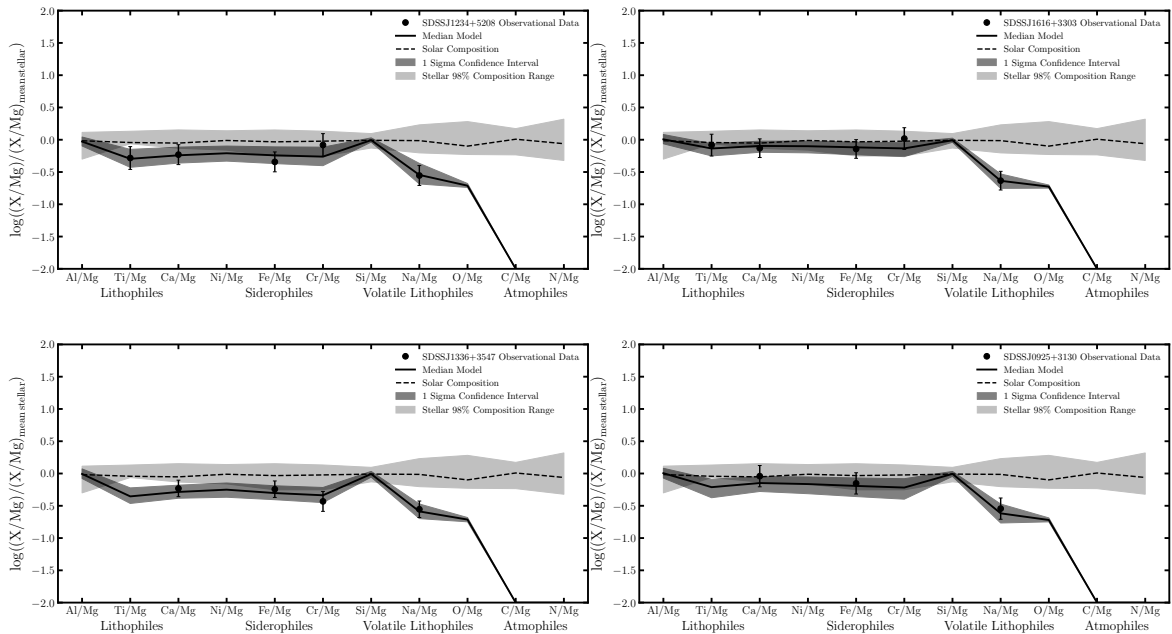 SDSSJ1234+5208 Observational Data
Median Model
Solar Composition
1 Sigma Confidence Interval
Stellar 98% Composition Range
log((X/Mg)/(X/Mg)mean stellar)
2.0
1.5
1.0
0.5
0.0
−0.5
−1.0
−1.5
−2.0
Al/Mg Ti/Mg Ca/Mg Ni/Mg Fe/Mg Cr/Mg Si/Mg Na/Mg O/Mg C/Mg N/Mg
Lithophiles Siderophiles Volatile Lithophiles Atmophiles
SDSSJ1616+3303 Observational Data
Median Model
Solar Composition
1 Sigma Confidence Interval
Stellar 98% Composition Range
log((X/Mg)/(X/Mg)mean stellar)
2.0
1.5
1.0
0.5
0.0
−0.5
−1.0
−1.5
−2.0
Al/Mg Ti/Mg Ca/Mg Ni/Mg Fe/Mg Cr/Mg Si/Mg Na/Mg O/Mg C/Mg N/Mg
Lithophiles Siderophiles Volatile Lithophiles Atmophiles
SDSSJ1336+3547 Observational Data
Median Model
Solar Composition
1 Sigma Confidence Interval
Stellar 98% Composition Range
log((X/Mg)/(X/Mg)mean stellar)
2.0
1.5
1.0
0.5
0.0
−0.5
−1.0
−1.5
−2.0
Al/Mg Ti/Mg Ca/Mg Ni/Mg Fe/Mg Cr/Mg Si/Mg Na/Mg O/Mg C/Mg N/Mg
Lithophiles Siderophiles Volatile Lithophiles Atmophiles
SDSSJ0925+3130 Observational Data
Median Model
Solar Composition
1 Sigma Confidence Interval
Stellar 98% Composition Range
log((X/Mg)/(X/Mg)mean stellar)
2.0
1.5
1.0
0.5
0.0
−0.5
−1.0
−1.5
−2.0
Al/Mg Ti/Mg Ca/Mg Ni/Mg Fe/Mg Cr/Mg Si/Mg Na/Mg O/Mg C/Mg N/Mg
Lithophiles Siderophiles Volatile Lithophiles Atmophiles